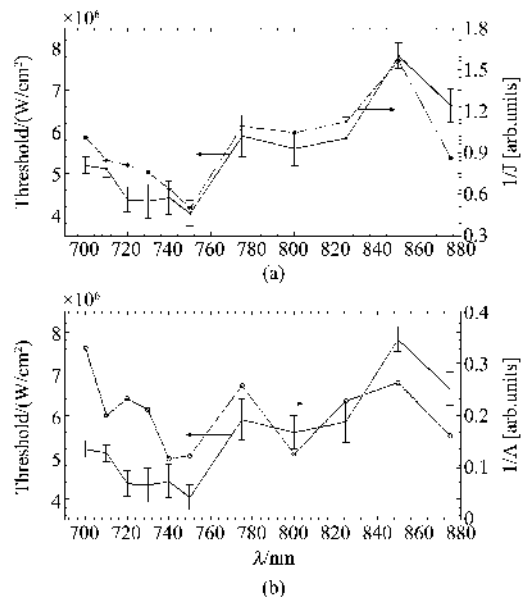 ×10⁶
8
7
6
5
4
Threshold/(W/cm²)
1.8
1.5
1.2
0.9
0.6
0.3
1/J [arb.units]
700 720 740 760 780 800 820 840 860 880
(a)
×10⁶
8
7
6
5
4
Threshold/(W/cm²)
0.4
0.3
0.2
0.1
0
1/A [arb.units]
700 720 740 760 780 800 820 840 860 880
λ/nm
(b)